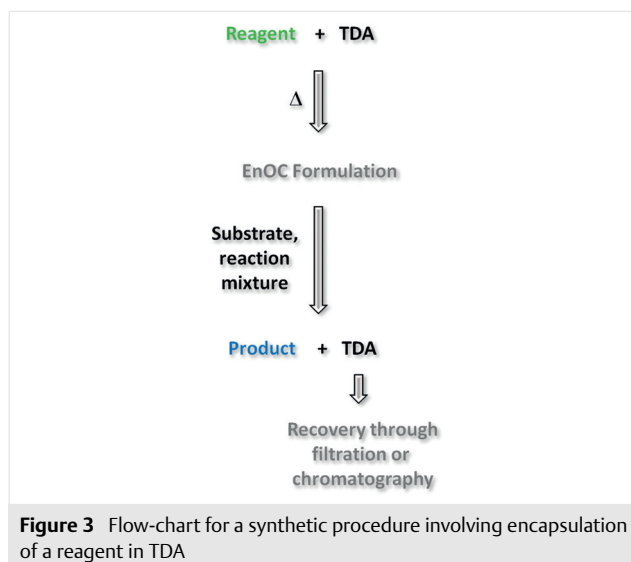 Reagent + TDA
Δ
EnOC Formulation
Substrate,
reaction
mixture
Product + TDA
Recovery through
filtration or
chromatography
Figure 3 Flow-chart for a synthetic procedure involving encapsulation
of a reagent in TDA